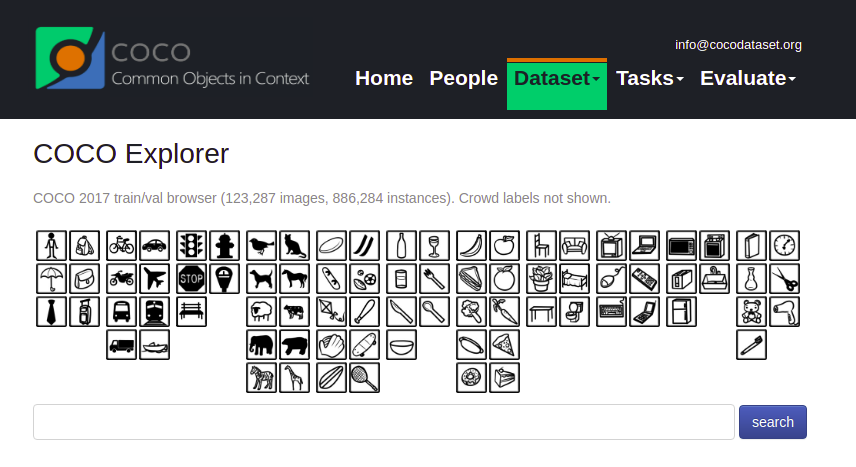 info@cocodataset.org
COCO
Common Objects in Context
Home People Dataset Tasks Evaluate
COCO Explorer
COCO 2017 train/val browser (123,287 images, 886,284 instances). Crowd labels not shown.
STOP
search